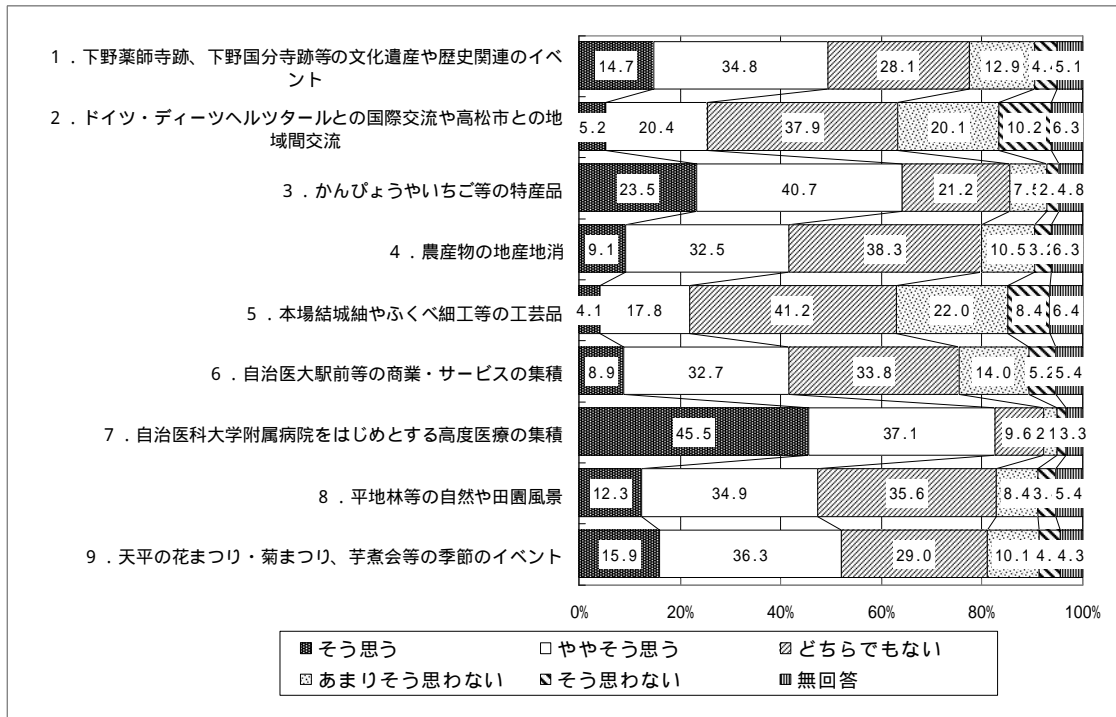 1．下野薬師寺跡、下野国分寺跡等の文化遺産や歴史関連のイベ
ント
14.7 34.8 28.1 12.9 5.1
2．ドイツ・ディーツヘルツタールとの国際交流や高松市との地
域間交流
5.2 20.4 37.9 20.1 10.2 6.3
3．かんぴょうやいちご等の特産品
23.5 40.7 21.2 4.8
4．農産物の地産地消
9.1 32.5 38.3 10.5 6.3
5．本場結城紬やふくべ細工等の工芸品
4.1 17.8 41.2 22.0 8.4 6.4
6．自治医大駅前等の商業・サービスの集積
8.9 32.7 33.8 14.0 5.4
7．自治医科大学附属病院をはじめとする高度医療の集積
45.5 37.1 9.6 3.3
8．平地林等の自然や田園風景
12.3 34.9 35.6 8.4 5.4
9．天平の花まつり・菊まつり、芋煮会等の季節のイベント
15.9 36.3 29.0 10.1 4.3
0% 20% 40% 60% 80% 100%
そう思う ややそう思う どちらでもない
あまりそう思わない そう思わない 無回答